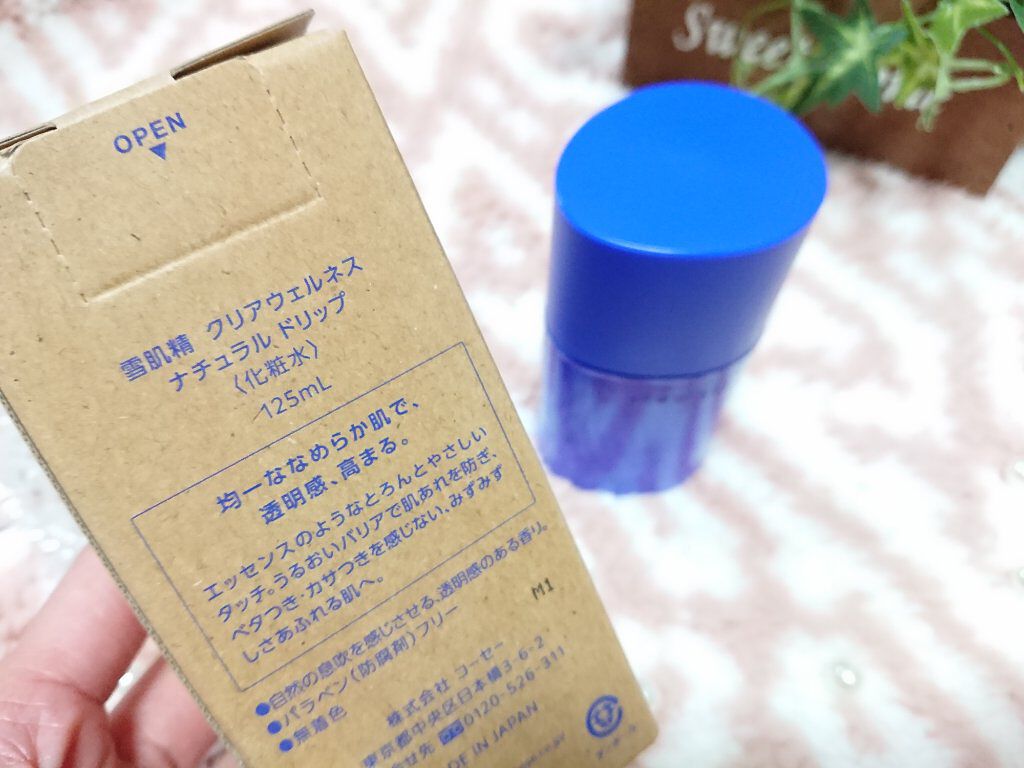 Sweet
OPEN
雪肌精 クリアウェルネス
ナチュラル ドリップ
〈化粧水〉
125mL
均一ななめらか肌で、
透明感、高まる。
エッセンスのようなとろんとやさしい
タッチ。うるおいバリアで肌あれを防ぎ、
ベタつき・カサつきを感じない、みずみず
しさあふれる肌へ。
●自然の息吹を感じさせる、透明感のある香り。
●パラベン(防腐剤)フリー
●無着色
M1
株式会社 コーセー
東京都中央区日本橋3-6-2
合せ先 0120-526-311
DE IN JAPAN